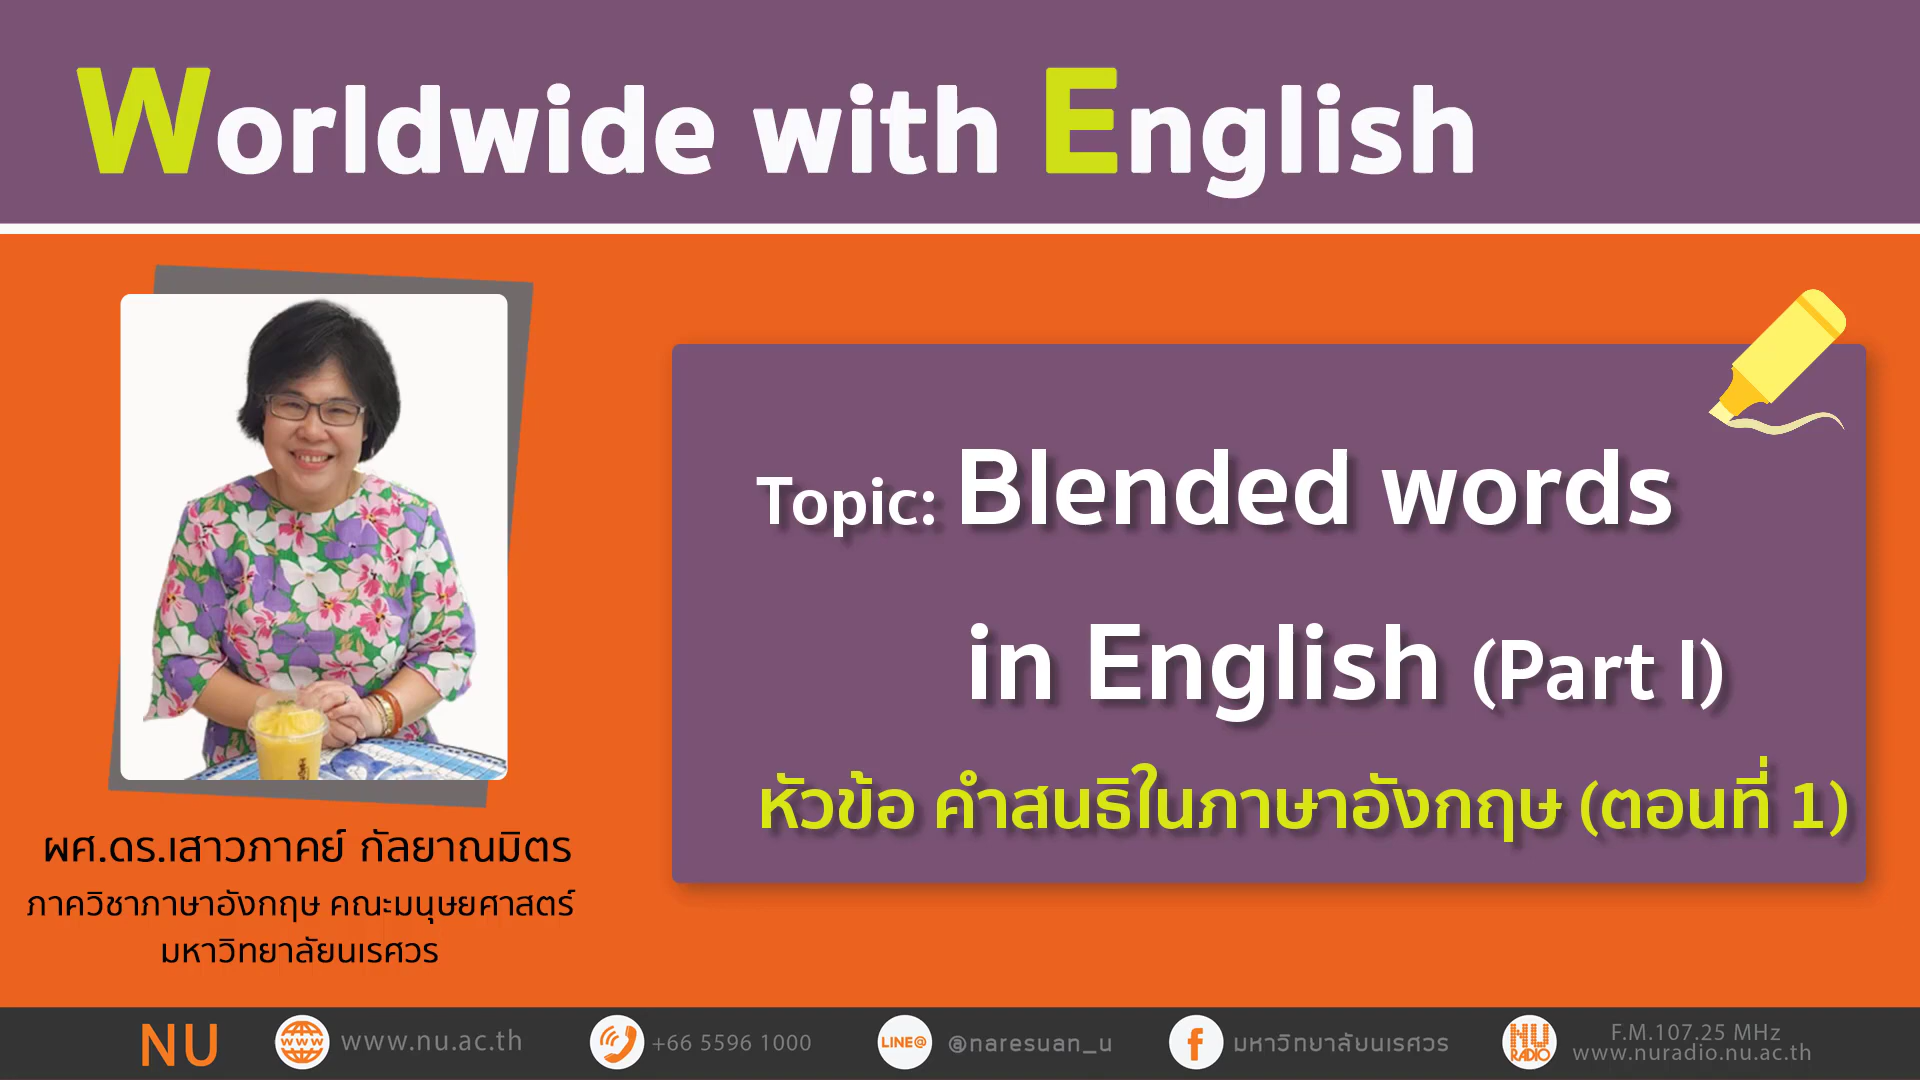 Worldwide with English
Topic: Blended words
in English (Part I)
หัวข้อ คำสนธิในภาษาอังกฤษ (ตอนที่ 1)
ผศ.ดร.เสาวภาคย์ กัลยาณมิตร
ภาควิชาภาษาอังกฤษ คณะมนุษยศาสตร์
มหาวิทยาลัยนเรศวร
NU
www
www.nu.ac.th
+66 5596 1000
LINE@
@naresuan_u
f
มหาวิทยาลัยนเรศวร
NU
RADIO
F.M.107.25 MHz
www.nuradio.nu.ac.th